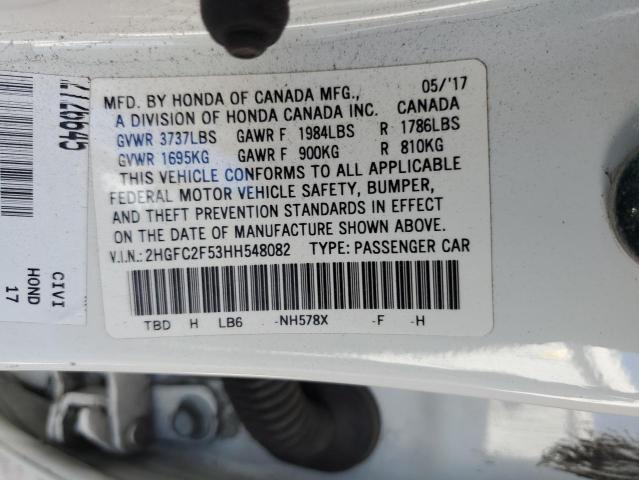 MFD. BY HONDA OF CANADA MFG., 05/'17
A DIVISION OF HONDA CANADA INC. CANADA
GVWR 3737LBS GAWR F 1984LBS R 1786LBS
GVWR 1695KG GAWR F 900KG R 810KG
THIS VEHICLE CONFORMS TO ALL APPLICABLE
FEDERAL MOTOR VEHICLE SAFETY, BUMPER,
AND THEFT PREVENTION STANDARDS IN EFFECT
ON THE DATE OF MANUFACTURE SHOWN ABOVE.
V.I.N.: 2HGFC2F53HH548082 TYPE: PASSENGER CAR
TBD H LB6 -NH578X -F -H
CIVI
HOND
17